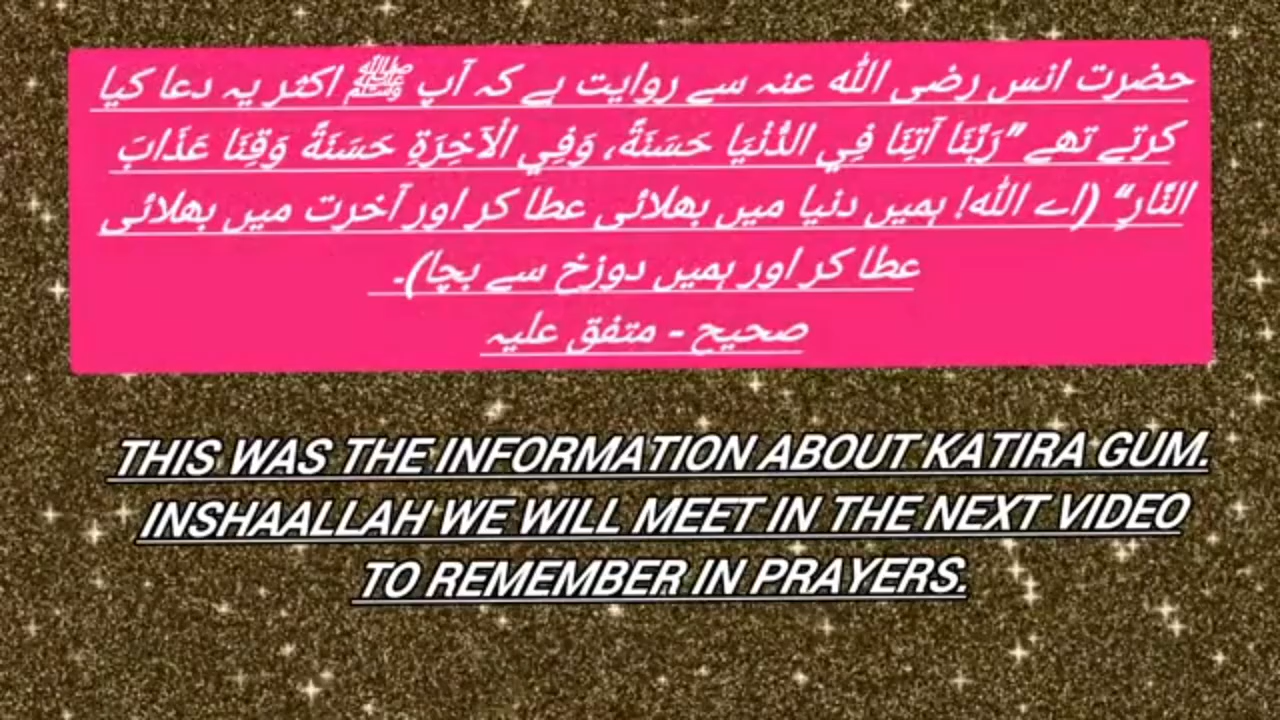 حضرت انس رضی اللہ عنہ سے روایت ہے کہ آپ ﷺ اکثر یہ دعا کیا
کرتے تھے ”رَبَّنَا آتِنَا فِي الدُّنْيَا حَسَنَةً، وَفِي الْآخِرَةِ حَسَنَةً وَقِنَا عَذَابَ
النَّارِ“ (اے اللہ! ہمیں دنیا میں بھلائی عطا کر اور آخرت میں بھلائی
عطا کر اور ہمیں دوزخ سے بچا)۔
صحیح - متفق علیہ
THIS WAS THE INFORMATION ABOUT KATIRA GUM.
INSHAALLAH WE WILL MEET IN THE NEXT VIDEO
TO REMEMBER IN PRAYERS.